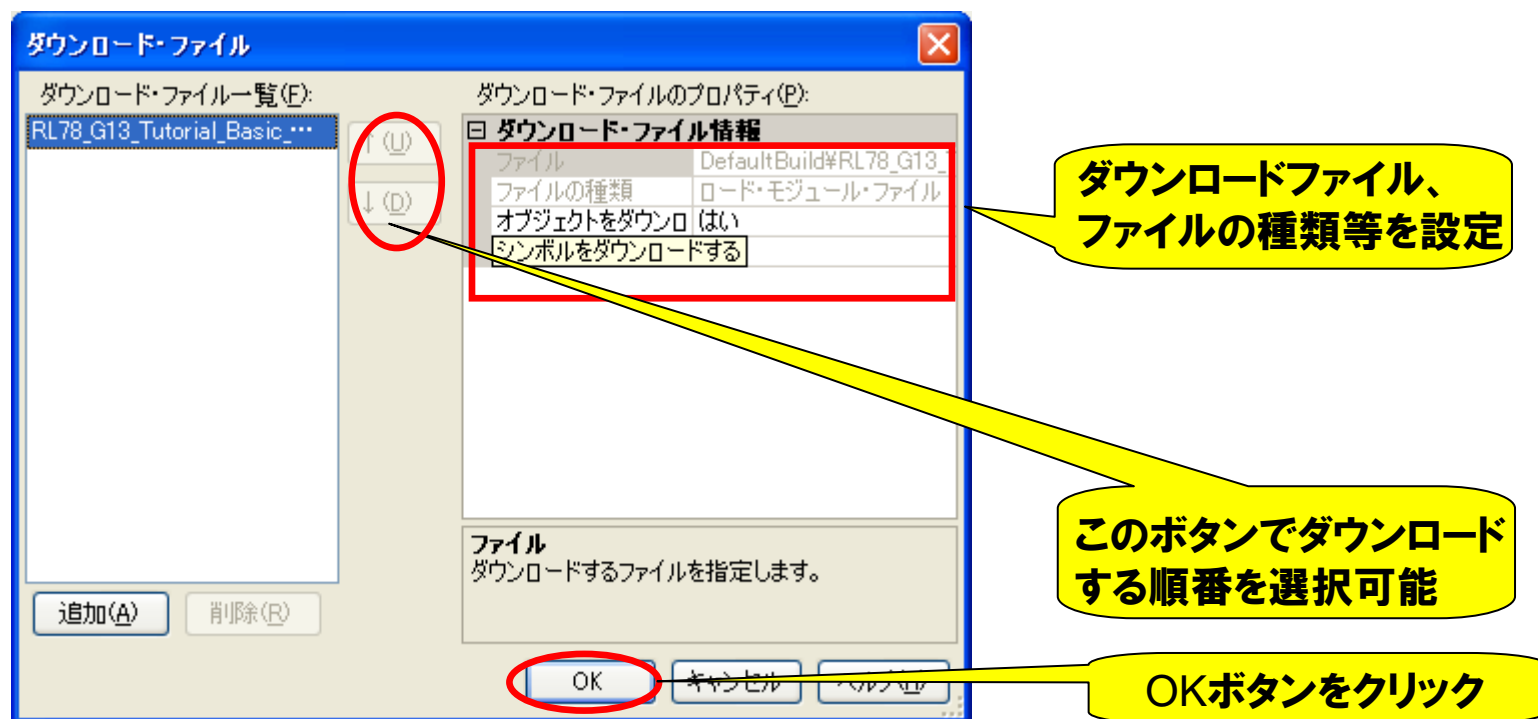 ダウンロード・ファイル
ダウンロード・ファイル一覧(F):
RL78_G13_Tutorial_Basic_…
↑(U)
↓(D)
追加(A)
削除(R)
ダウンロード・ファイルのプロパティ(P):
ダウンロード・ファイル情報
ファイル DefaultBuild¥RL78_G13_
ファイルの種類 ロード・モジュール・ファイル
オブジェクトをダウンロ はい
シンボルをダウンロードする
ファイル
ダウンロードするファイルを指定します。
OK
キャンセル
ヘルプ(H)
ダウンロードファイル、
ファイルの種類等を設定
このボタンでダウンロード
する順番を選択可能
OKボタンをクリック